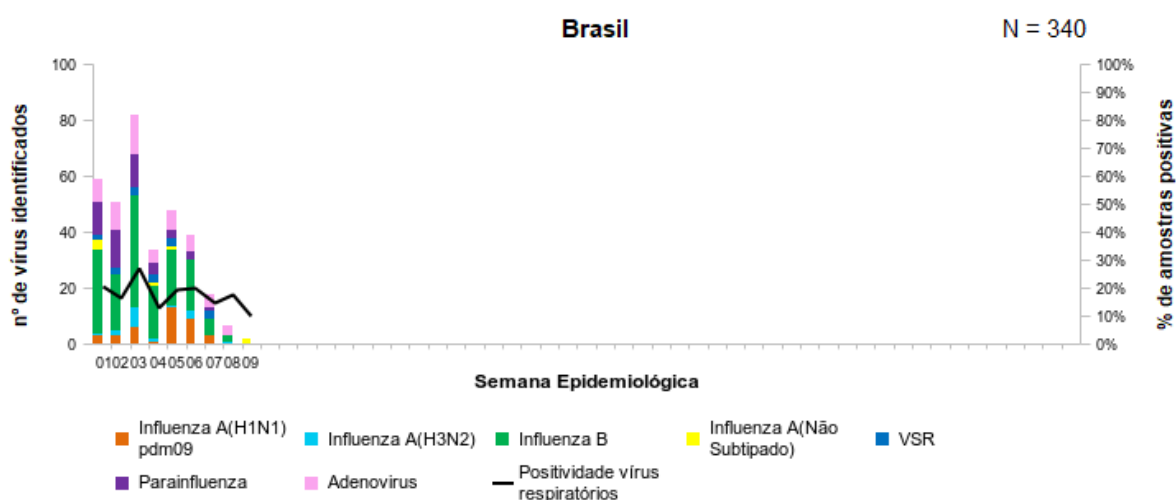 Brasil
N = 340
nº de vírus identificados
100
80
60
40
20
0
100%
90%
80%
70%
60%
50%
40%
30%
20%
10%
0%
% de amostras positivas
01 02 03 04 05 06 07 08 09
Semana Epidemiológica
Influenza A(H1N1)
pdm09
Influenza A(H3N2)
Influenza B
Influenza A(Não
Subtipado)
VSR
Parainfluenza
Adenovirus
Positividade vírus
respiratórios